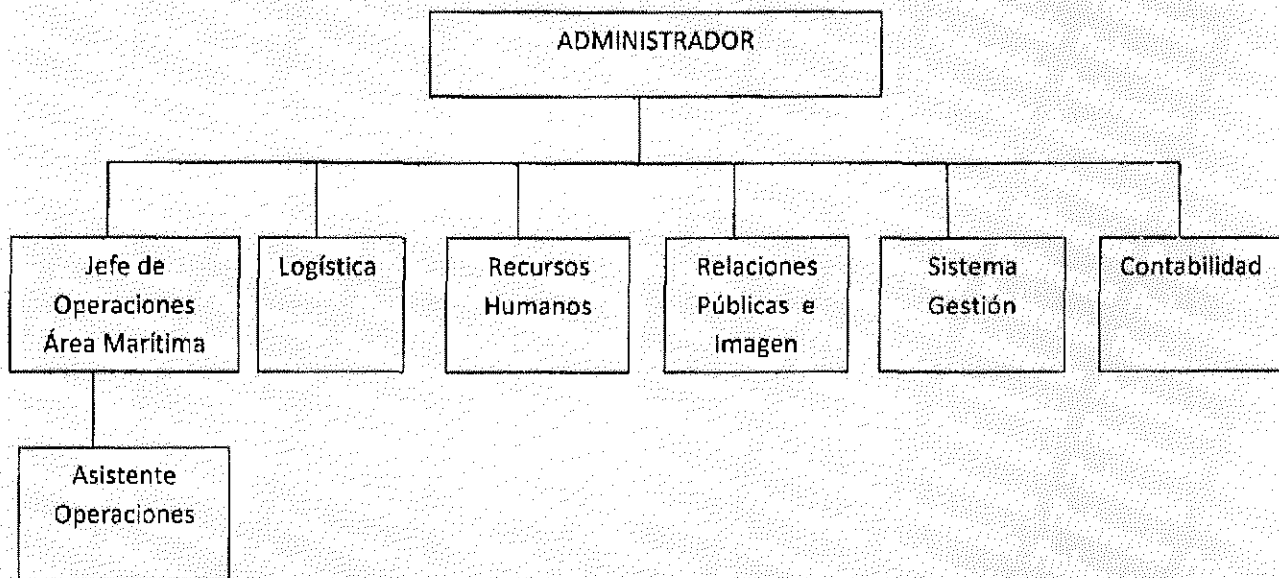 ADMINISTRADOR
Jefe de
Operaciones
Área Marítima
Logística
Recursos
Humanos
Relaciones
Públicas e
Imagen
Sistema
Gestión
Contabilidad
Asistente
Operaciones